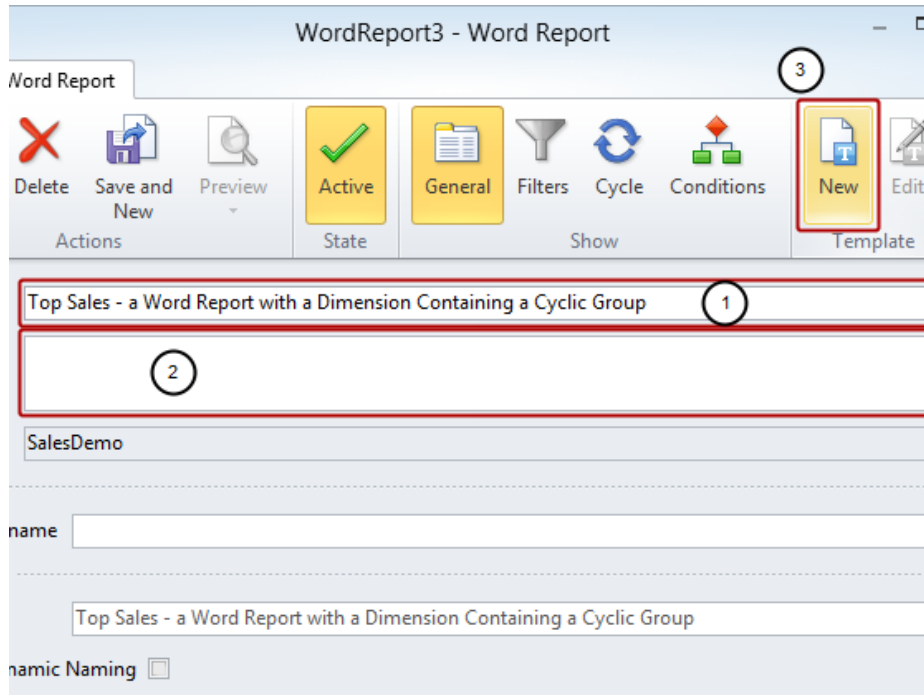 WordReport3 - Word Report
Word Report
3
Delete
Save and
New
Preview
Active
General
Filters
Cycle
Conditions
New
Edit
Actions
State
Show
Template
Top Sales - a Word Report with a Dimension Containing a Cyclic Group
1
2
SalesDemo
name
Top Sales - a Word Report with a Dimension Containing a Cyclic Group
namic Naming